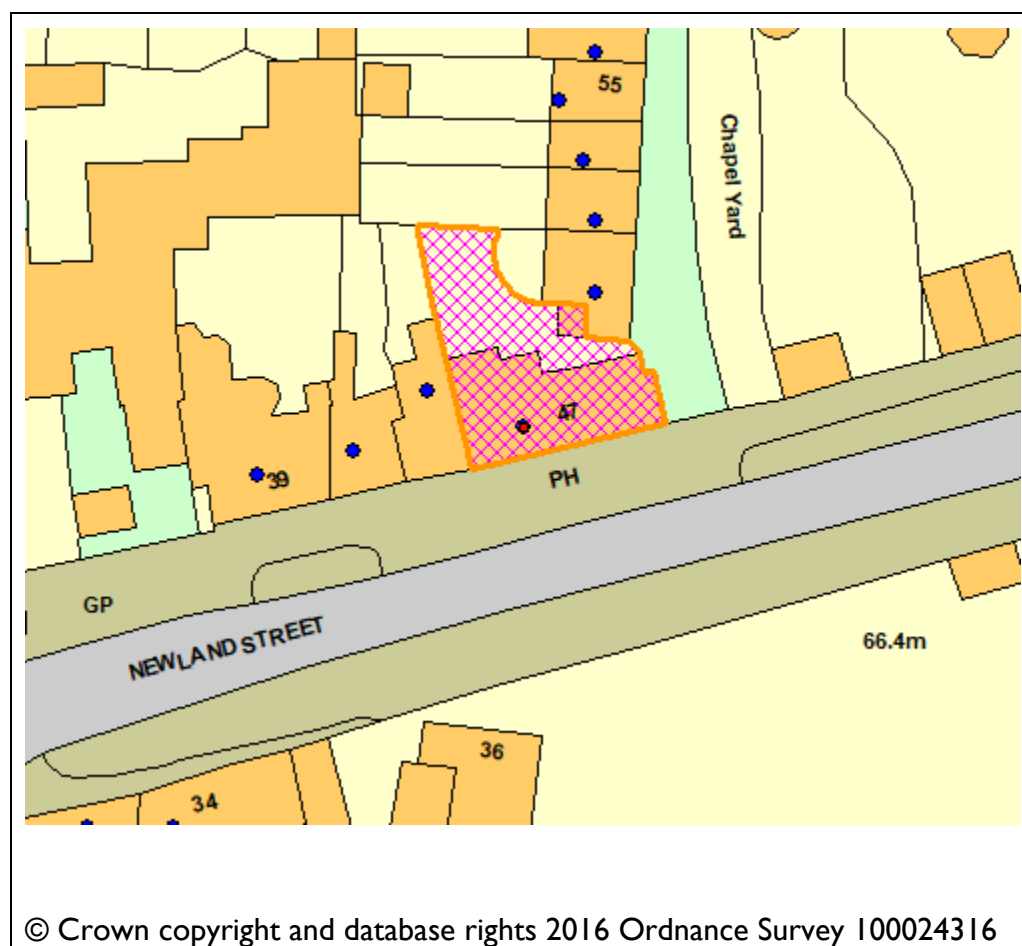 55
Chapel Yard
47
39
PH
GP
NEWLAND STREET
66.4m
36
34
© Crown copyright and database rights 2016 Ordnance Survey 100024316